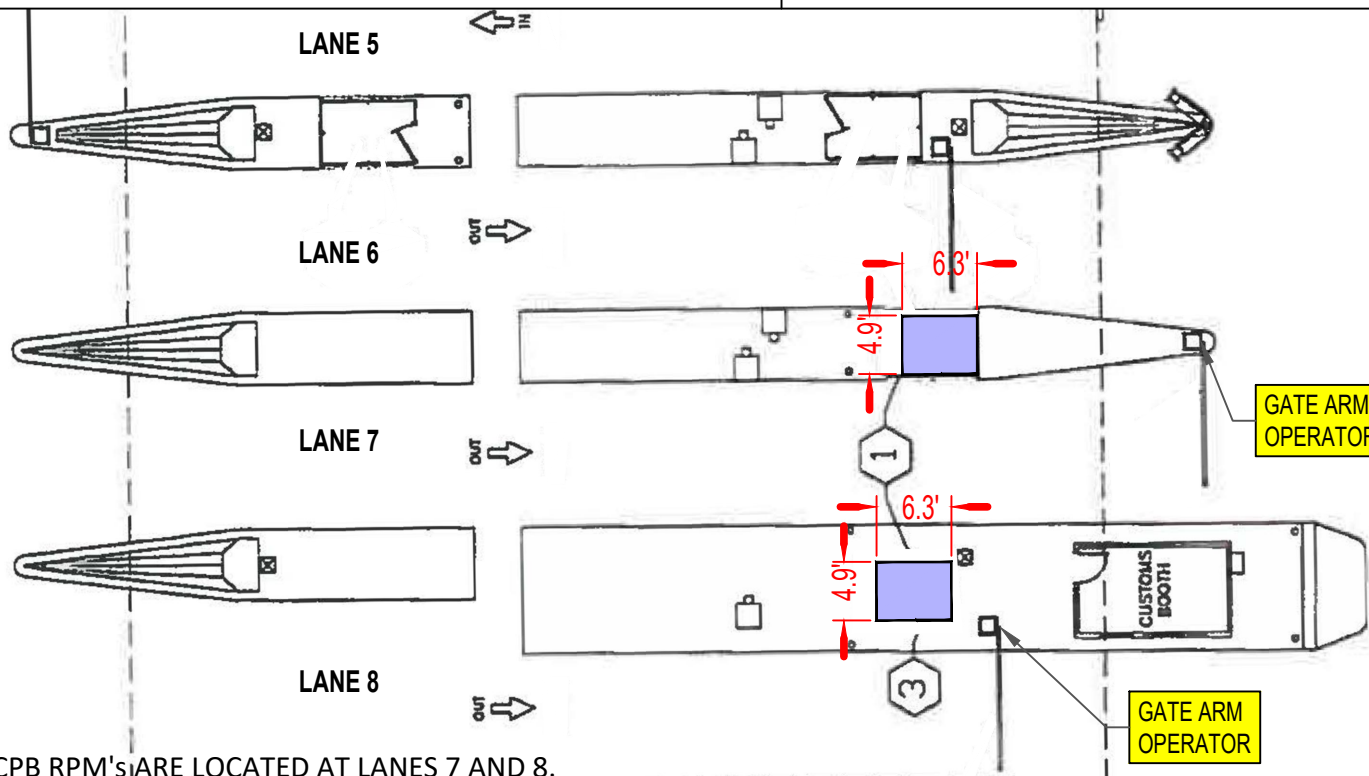 IN
LANE 5
OUT
LANE 6
6.3'
4.9'
GATE ARM
OPERATOR
LANE 7
OUT
1
6.3'
4.9'
CUSTOMS
BOOTH
LANE 8
3
OUT
GATE ARM
OPERATOR
CPB RPM's ARE LOCATED AT LANES 7 AND 8.